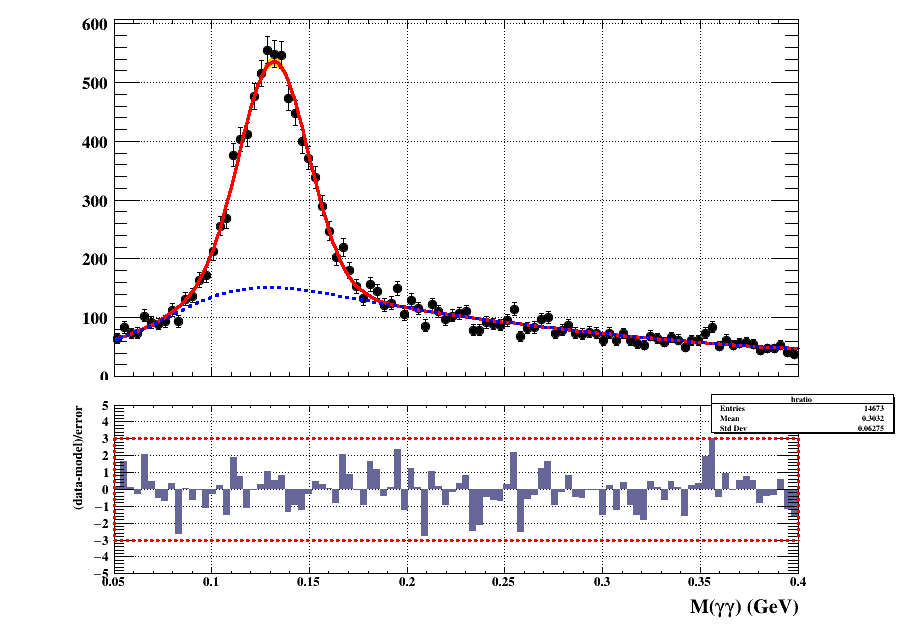 600
500
400
300
200
100
0
hratio
Entries 14673
Mean 0.3032
Std Dev 0.06275
(data-model)/error
5
4
3
2
1
0
−1
−2
−3
−4
−5
0.05 0.1 0.15 0.2 0.25 0.3 0.35 0.4
M(γγ) (GeV)